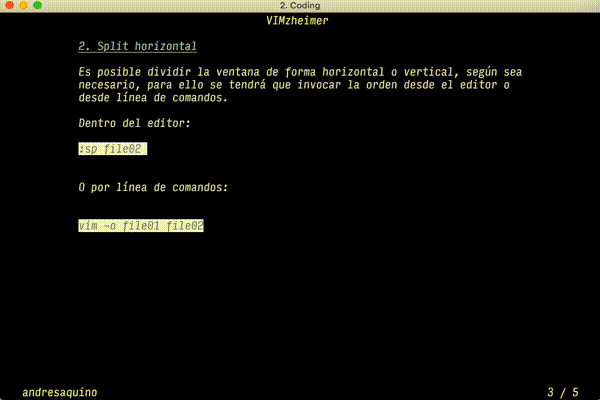 2. Coding
VIMzheimer
2. Split horizontal
Es posible dividir la ventana de forma horizontal o vertical, según sea
necesario, para ello se tendrá que invocar la orden desde el editor o
desde línea de comandos.
Dentro del editor:
:sp file02
O por línea de comandos:
vim -o file01 file02
andresaquino
3 / 5